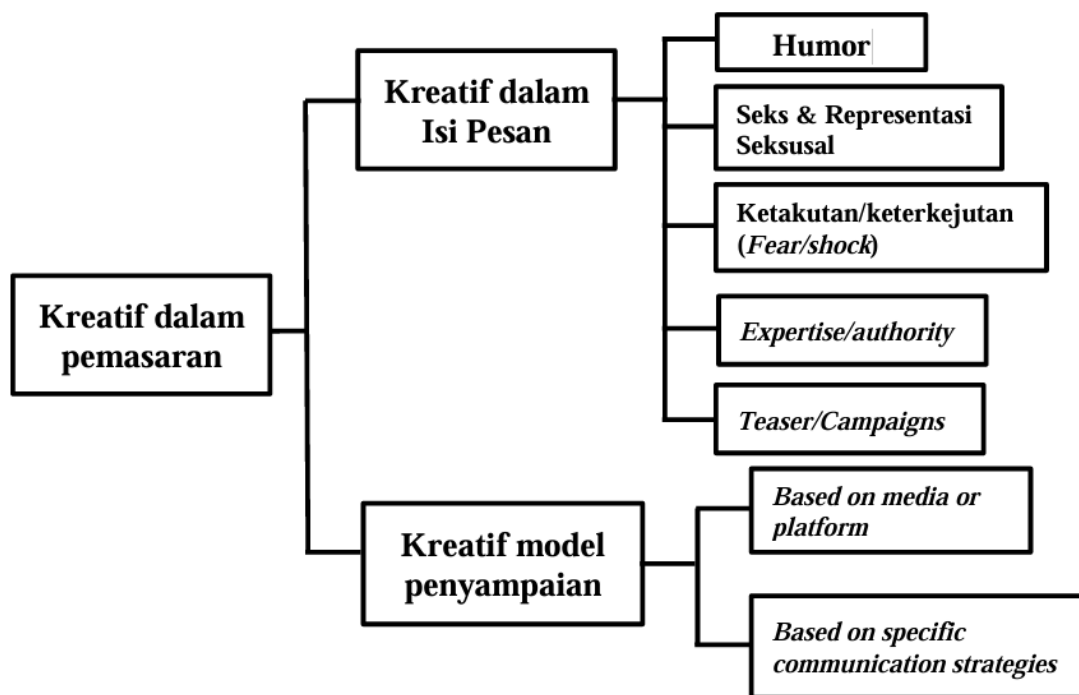 Humor
Kreatif dalam
Isi Pesan
Seks & Representasi
Seksusal
Ketakutan/keterkejutan
(Fear/shock)
Kreatif dalam
pemasaran
Expertise/authority
Teaser/Campaigns
Kreatif model
penyampaian
Based on media or
platform
Based on specific
communication strategies